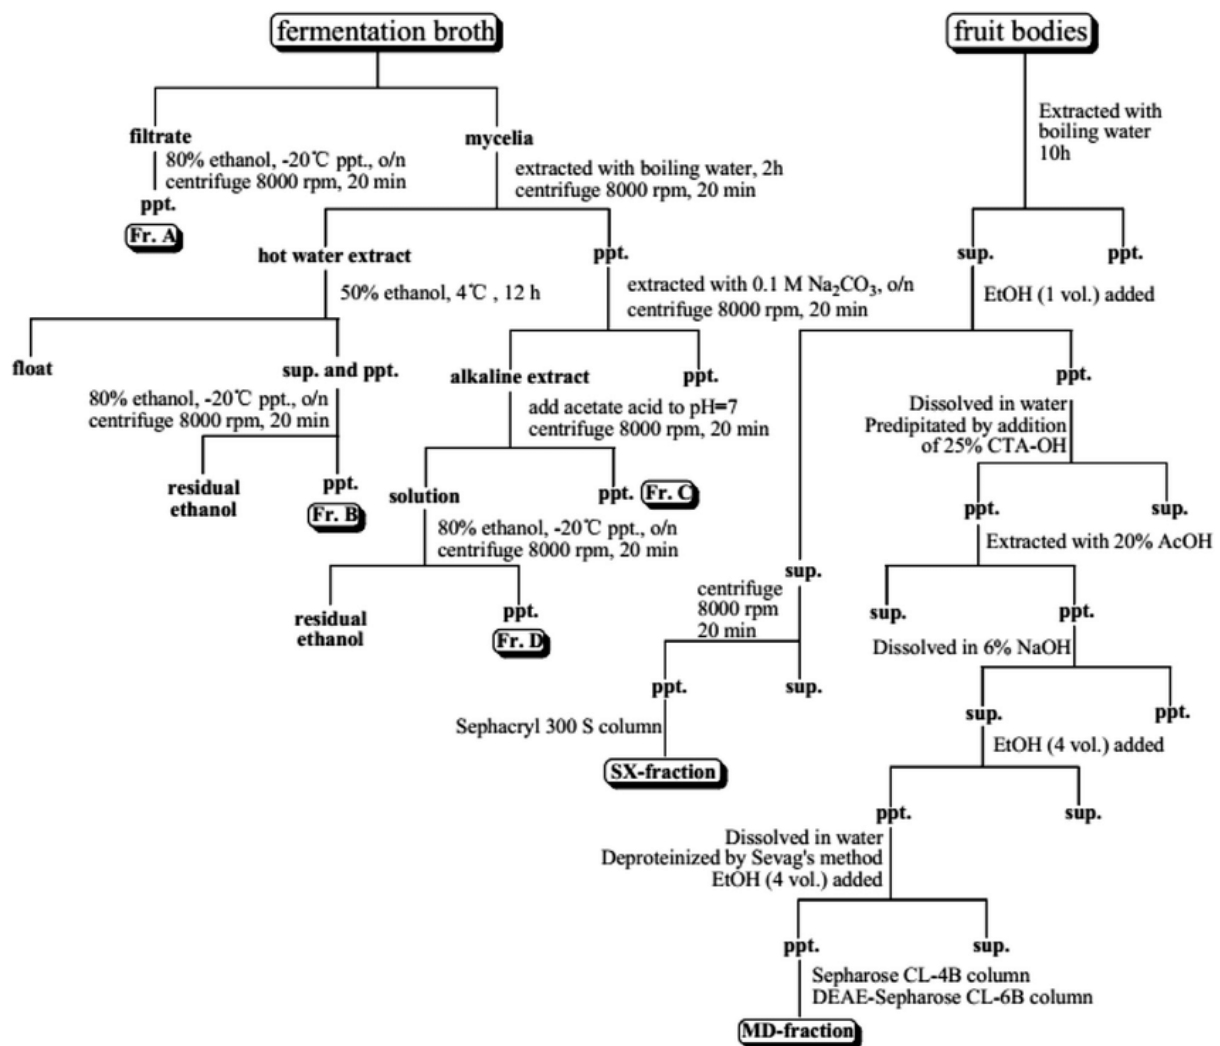 fermentation broth
fruit bodies
filtrate
80% ethanol, -20℃ ppt., o/n
centrifuge 8000 rpm, 20 min
ppt.
Fr. A
mycelia
extracted with boiling water, 2h
centrifuge 8000 rpm, 20 min
Extracted with
boiling water
10h
hot water extract
50% ethanol, 4℃ , 12 h
ppt.
extracted with 0.1 M Na₂CO₃, o/n
centrifuge 8000 rpm, 20 min
sup.
ppt.
EtOH (1 vol.) added
float
sup. and ppt.
80% ethanol, -20℃ ppt., o/n
centrifuge 8000 rpm, 20 min
alkaline extract
ppt.
add acetate acid to pH=7
centrifuge 8000 rpm, 20 min
ppt.
Dissolved in water
Predipitated by addition
of 25% CTA-OH
residual
ethanol
ppt.
Fr. B
solution
ppt. Fr. C
80% ethanol, -20℃ ppt., o/n
centrifuge 8000 rpm, 20 min
ppt.
sup.
Extracted with 20% AcOH
residual
ethanol
ppt.
Fr. D
sup.
centrifuge
8000 rpm
20 min
sup.
ppt.
Dissolved in 6% NaOH
ppt.
sup.
Sephacryl 300 S column
SX-fraction
sup.
ppt.
EtOH (4 vol.) added
ppt.
sup.
Dissolved in water
Deproteinized by Sevag's method
EtOH (4 vol.) added
ppt.
sup.
Sepharose CL-4B column
DEAE-Sepharose CL-6B column
MD-fraction